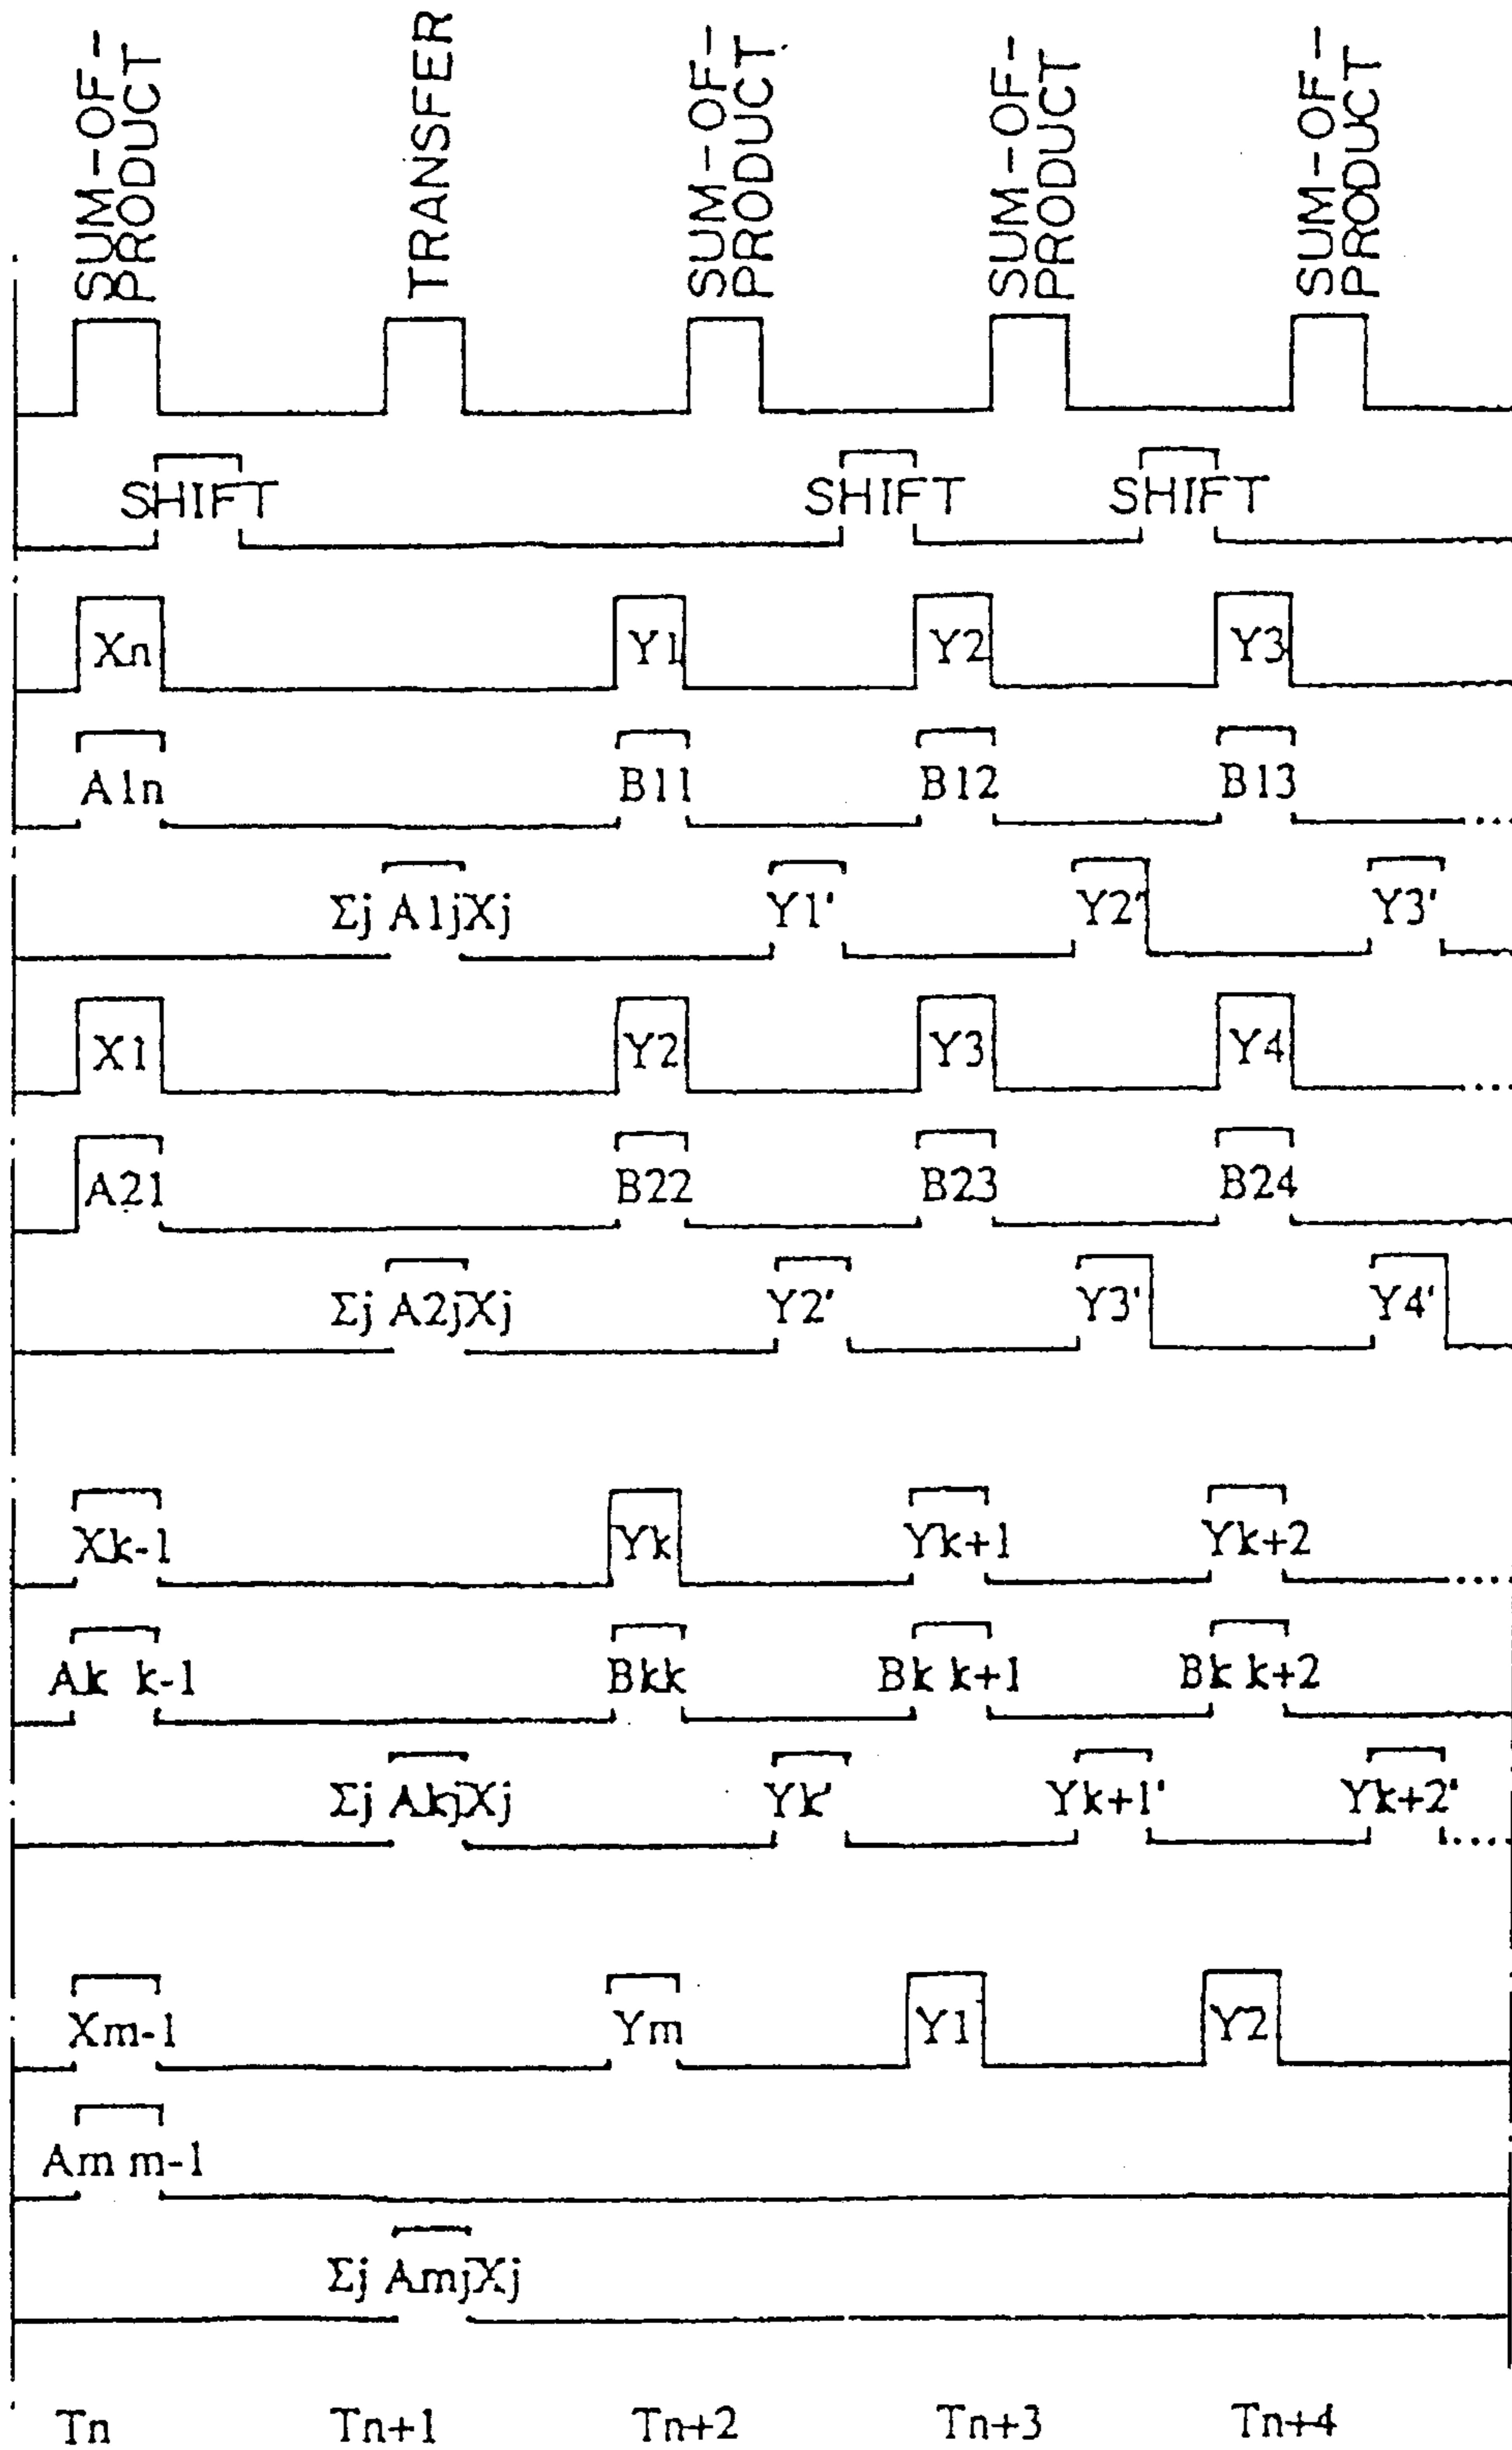 SUM-OF-
PRODUCT
TRANSFER
SUM-OF-
PRODUCT
SUM-OF-
PRODUCT
SUM-OF-
PRODUCT
SHIFT SHIFT SHIFT
Xn Y1 Y2 Y3
A1n B11 B12 B13
Σj A1jXj Y1' Y2' Y3'
X1 Y2 Y3 Y4
A21 B22 B23 B24
Σj A2jXj Y2' Y3' Y4'
Xk-1 Yk Yk+1 Yk+2
Ak k-1 Bkk Bk k+1 Bk k+2
Σj AkjXj Yk' Yk+1' Yk+2'
Xm-1 Ym Y1 Y2
Am m-1
Σj AmjXj
Tn Tn+1 Tn+2 Tn+3 Tn+4